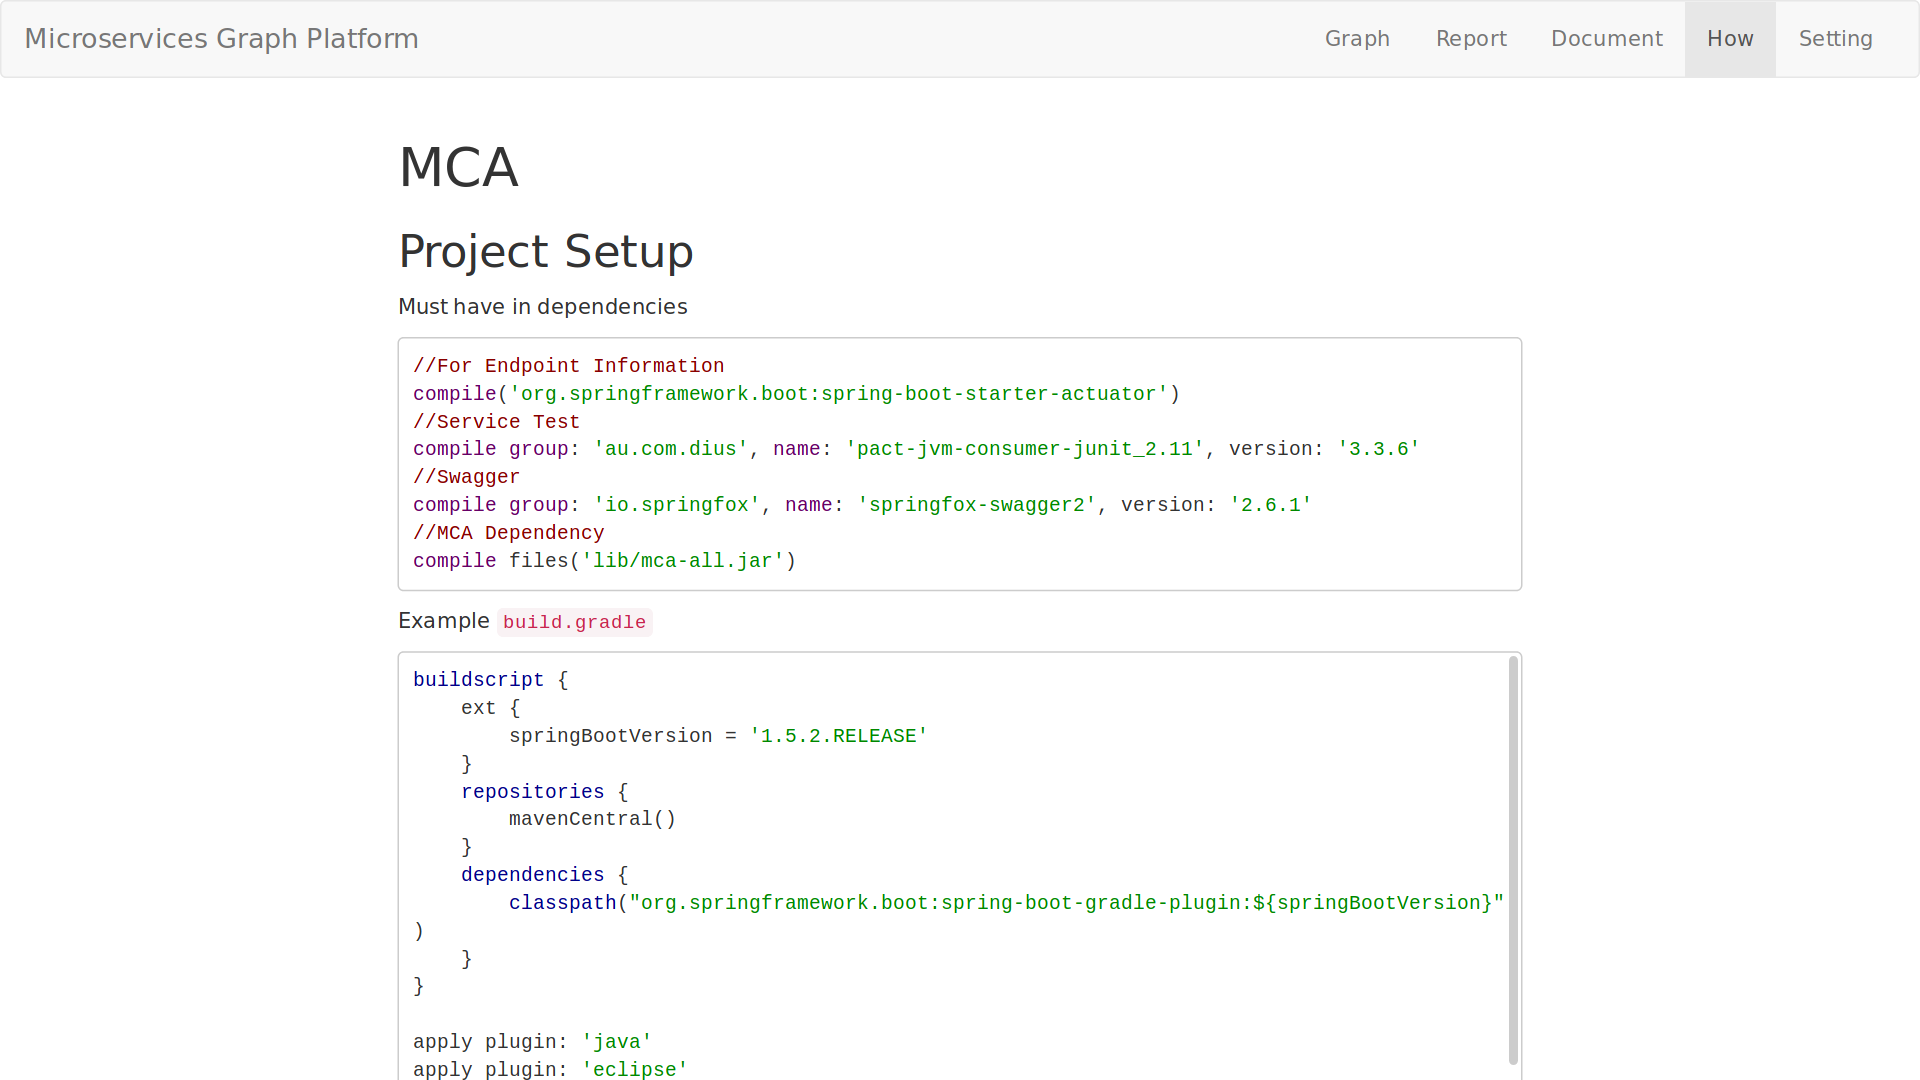 Microservices Graph Platform
Graph Report Document How Setting
MCA
Project Setup
Must have in dependencies
//For Endpoint Information
compile('org.springframework.boot:spring-boot-starter-actuator')
//Service Test
compile group: 'au.com.dius', name: 'pact-jvm-consumer-junit_2.11', version: '3.3.6'
//Swagger
compile group: 'io.springfox', name: 'springfox-swagger2', version: '2.6.1'
//MCA Dependency
compile files('lib/mca-all.jar')
Example build.gradle
buildscript {
    ext {
        springBootVersion = '1.5.2.RELEASE'
    }
    repositories {
        mavenCentral()
    }
    dependencies {
        classpath("org.springframework.boot:spring-boot-gradle-plugin:${springBootVersion}"
)
    }
}
apply plugin: 'java'
apply plugin: 'eclipse'